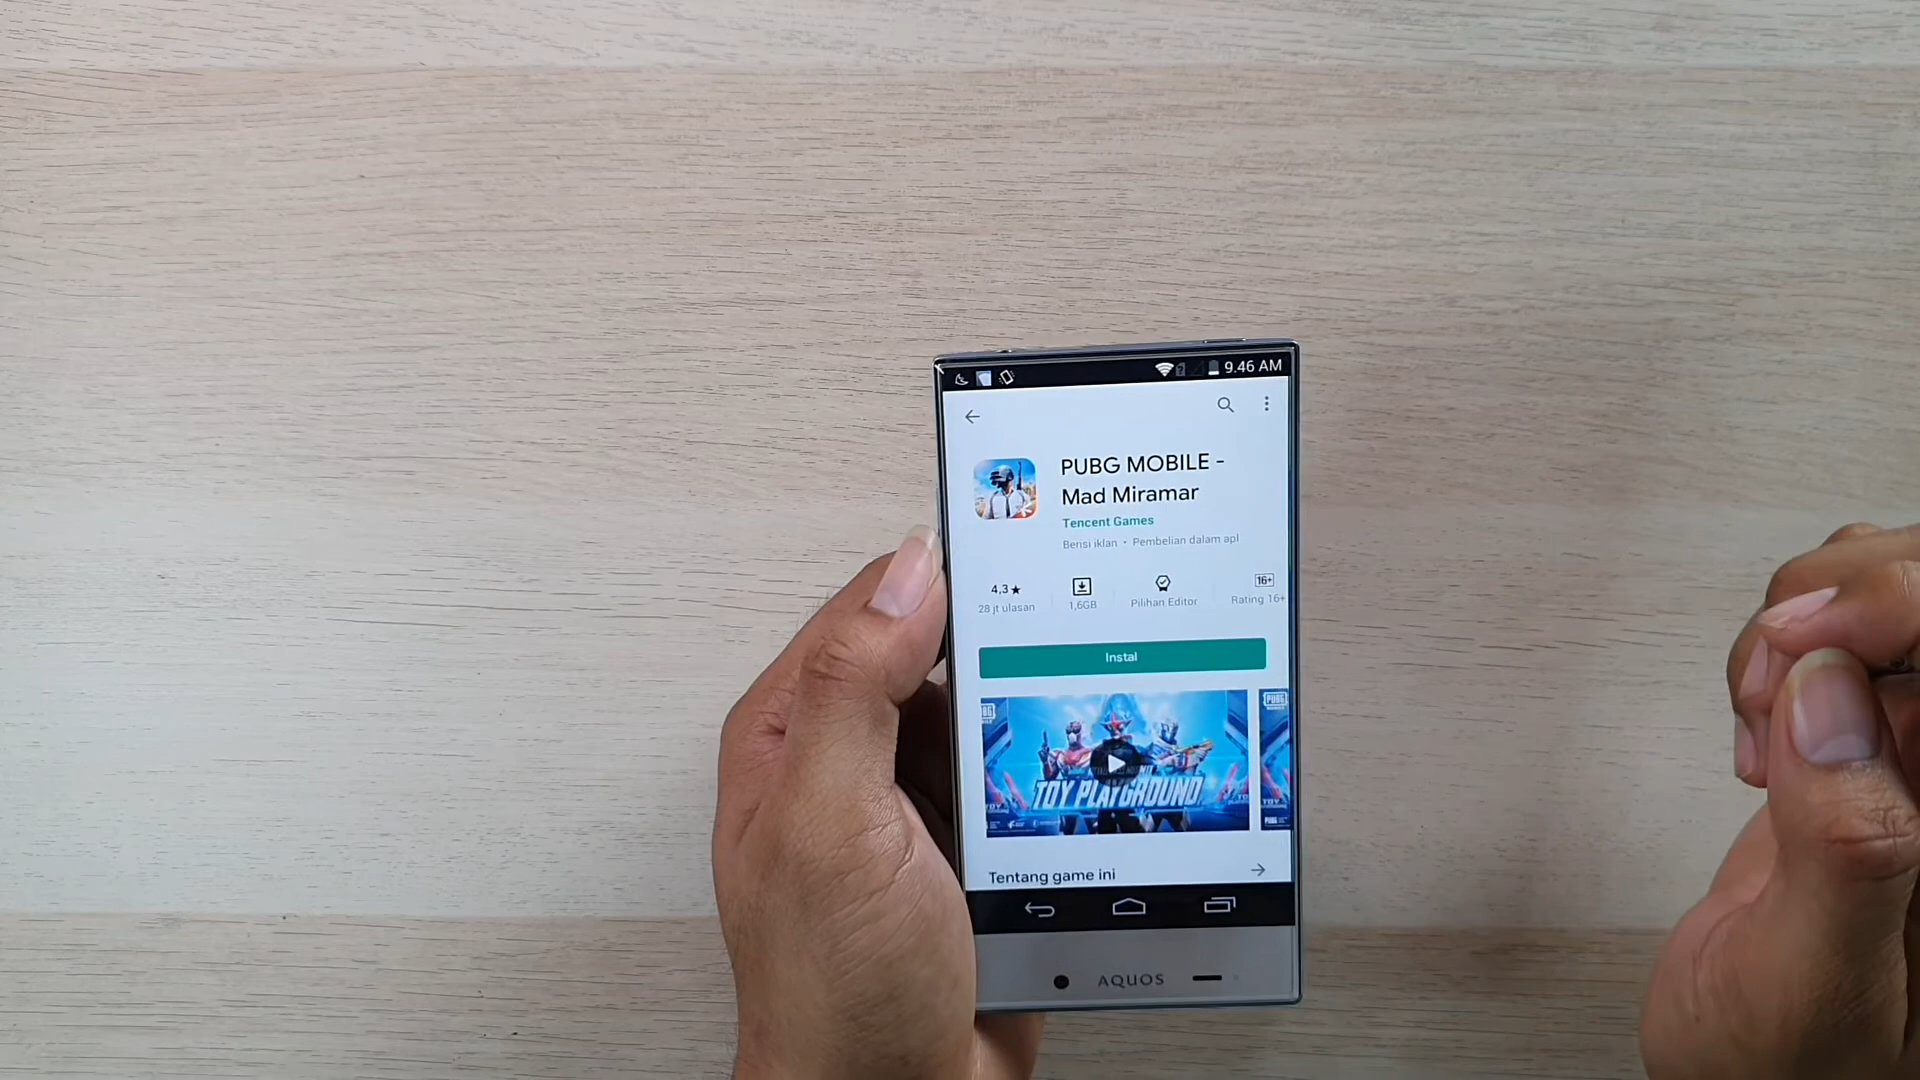 9.46 AM
PUBG MOBILE -
Mad Miramar
Tencent Games
Berisi iklan • Pembelian dalam apl
4,3★
28 jt ulasan
1,6GB
Pilihan Editor
16+
Rating 16+
Instal
TOY PLAYGROUND
PUBG
Tentang game ini
AQUOS